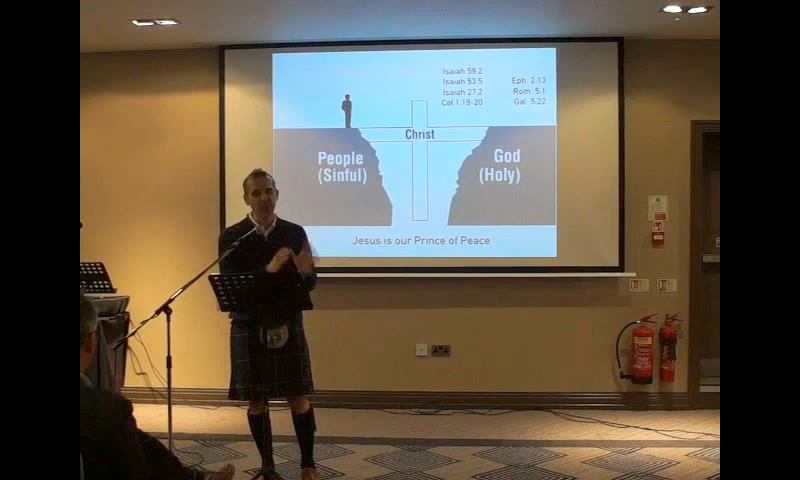 Isaiah 59:2
Isaiah 53:5
Isaiah 27:2
Col.1.19-20
Eph. 2.13
Rom. 5.1
Gal. 5.22
Christ
People
(Sinful)
God
(Holy)
Jesus is our Prince of Peace